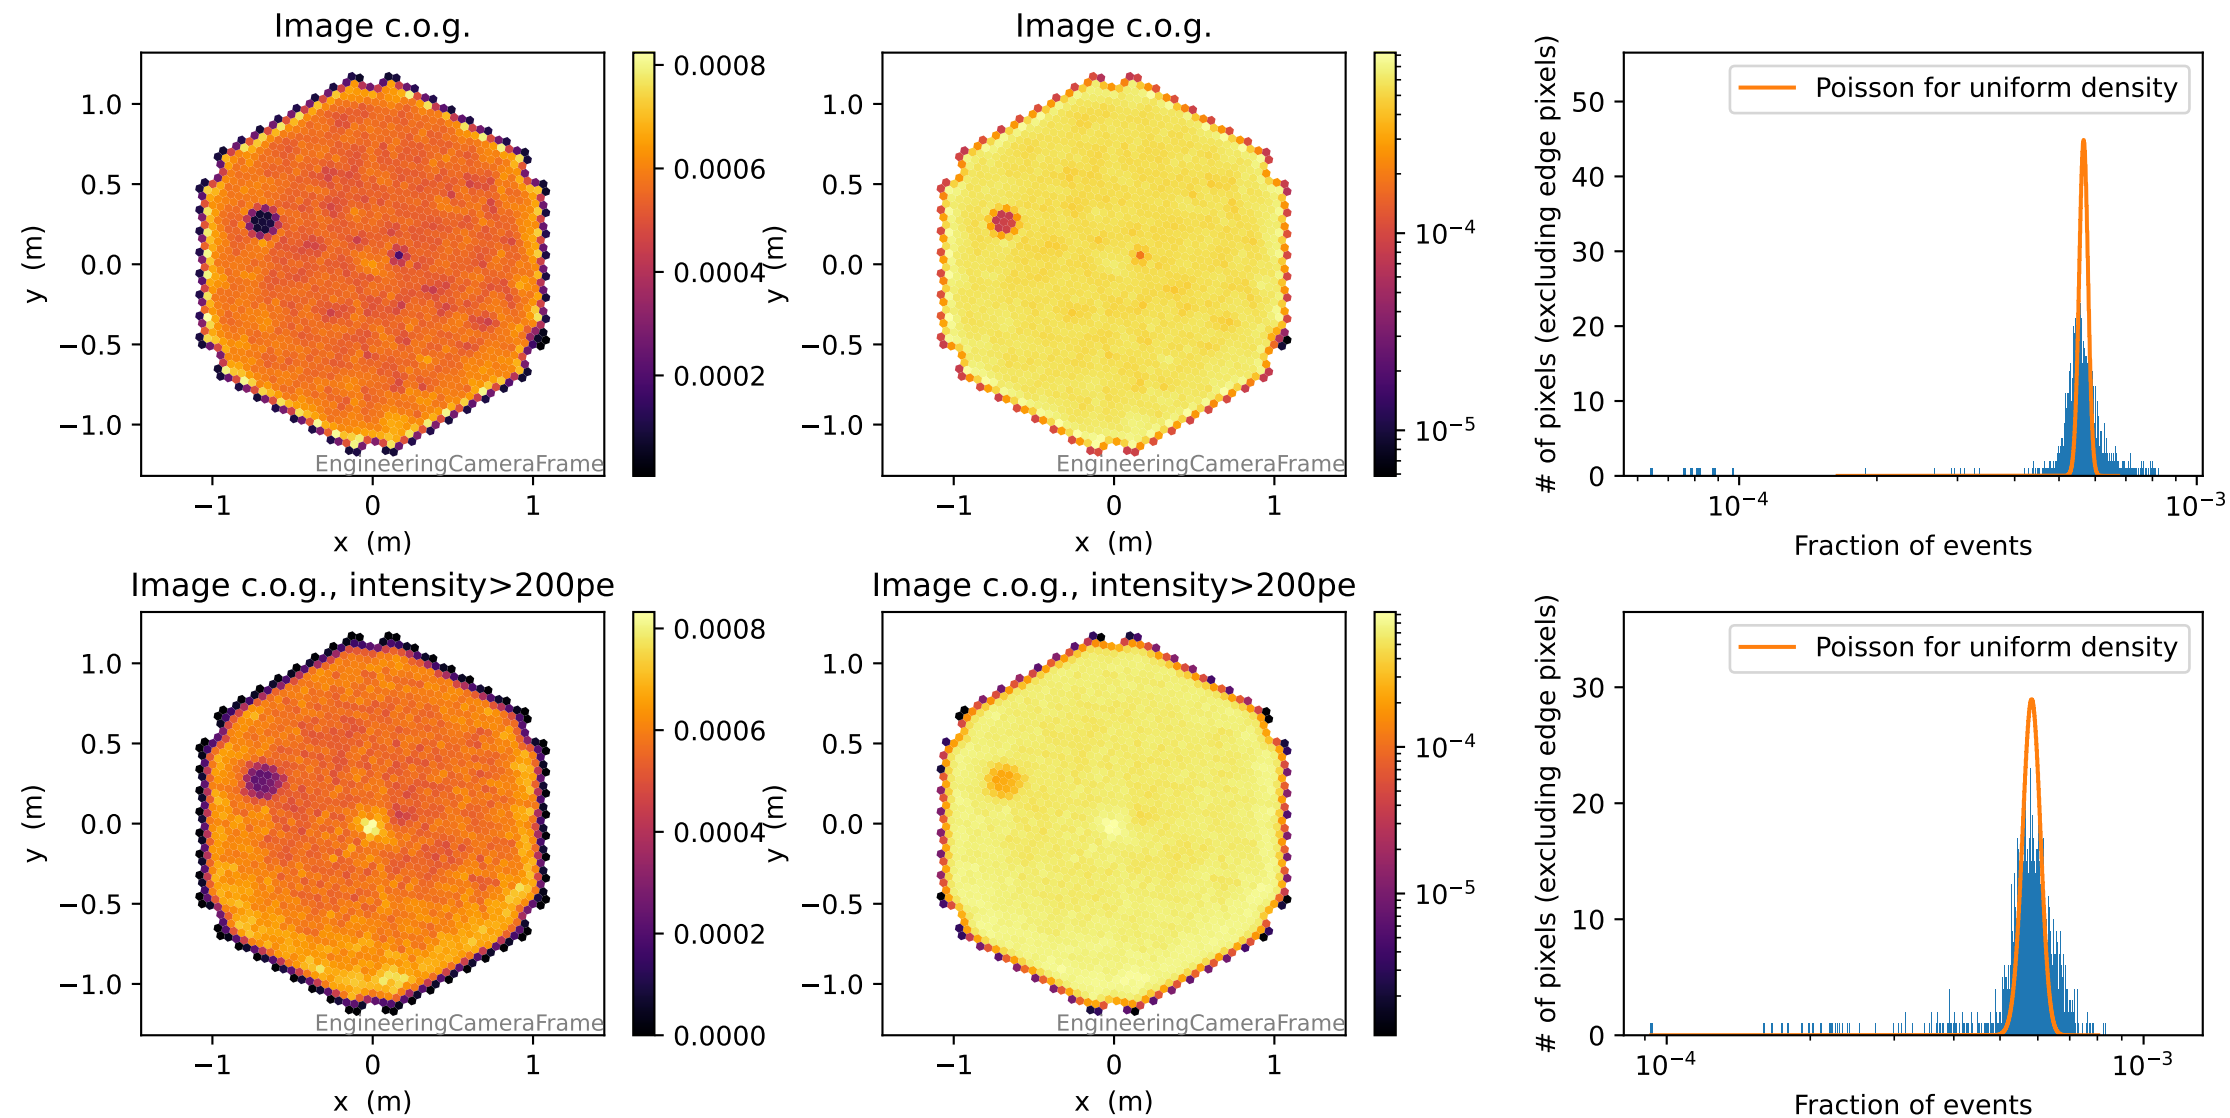 Image c.o.g.
y (m)
1.0
0.5
0.0
−0.5
−1.0
−1
0
1
x (m)
EngineeringCameraFrame
0.0008
0.0006
0.0004
0.0002
Image c.o.g.
y (m)
1.0
0.5
0.0
−0.5
−1.0
−1
0
1
x (m)
EngineeringCameraFrame
10⁻⁴
10⁻⁵
# of pixels (excluding edge pixels)
50
40
30
20
10
0
Poisson for uniform density
10⁻⁴
10⁻³
Fraction of events
Image c.o.g., intensity>200pe
y (m)
1.0
0.5
0.0
−0.5
−1.0
−1
0
1
x (m)
EngineeringCameraFrame
0.0008
0.0006
0.0004
0.0002
0.0000
Image c.o.g., intensity>200pe
y (m)
1.0
0.5
0.0
−0.5
−1.0
−1
0
1
x (m)
EngineeringCameraFrame
10⁻⁴
10⁻⁵
# of pixels (excluding edge pixels)
30
20
10
0
Poisson for uniform density
10⁻⁴
10⁻³
Fraction of events